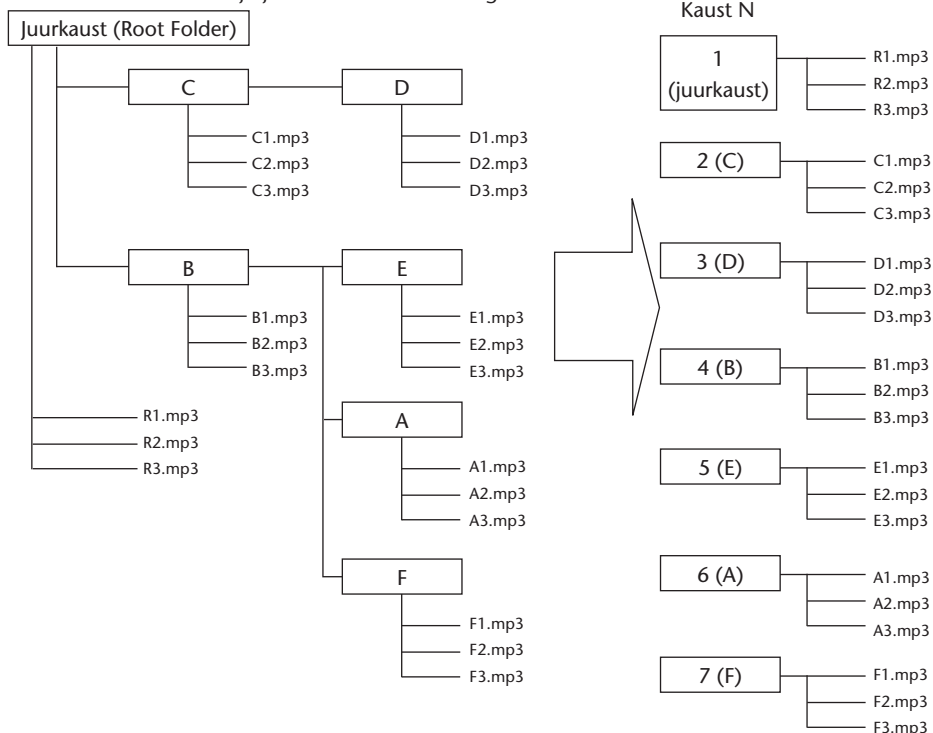 Kaust N
Juurkaust (Root Folder)
C
D
C1.mp3
C2.mp3
C3.mp3
D1.mp3
D2.mp3
D3.mp3
B
E
B1.mp3
B2.mp3
B3.mp3
E1.mp3
E2.mp3
E3.mp3
A
R1.mp3
R2.mp3
R3.mp3
A1.mp3
A2.mp3
A3.mp3
F
F1.mp3
F2.mp3
F3.mp3
1
(juurkaust)
R1.mp3
R2.mp3
R3.mp3
2 (C)
C1.mp3
C2.mp3
C3.mp3
3 (D)
D1.mp3
D2.mp3
D3.mp3
4 (B)
B1.mp3
B2.mp3
B3.mp3
5 (E)
E1.mp3
E2.mp3
E3.mp3
6 (A)
A1.mp3
A2.mp3
A3.mp3
7 (F)
F1.mp3
F2.mp3
F3.mp3